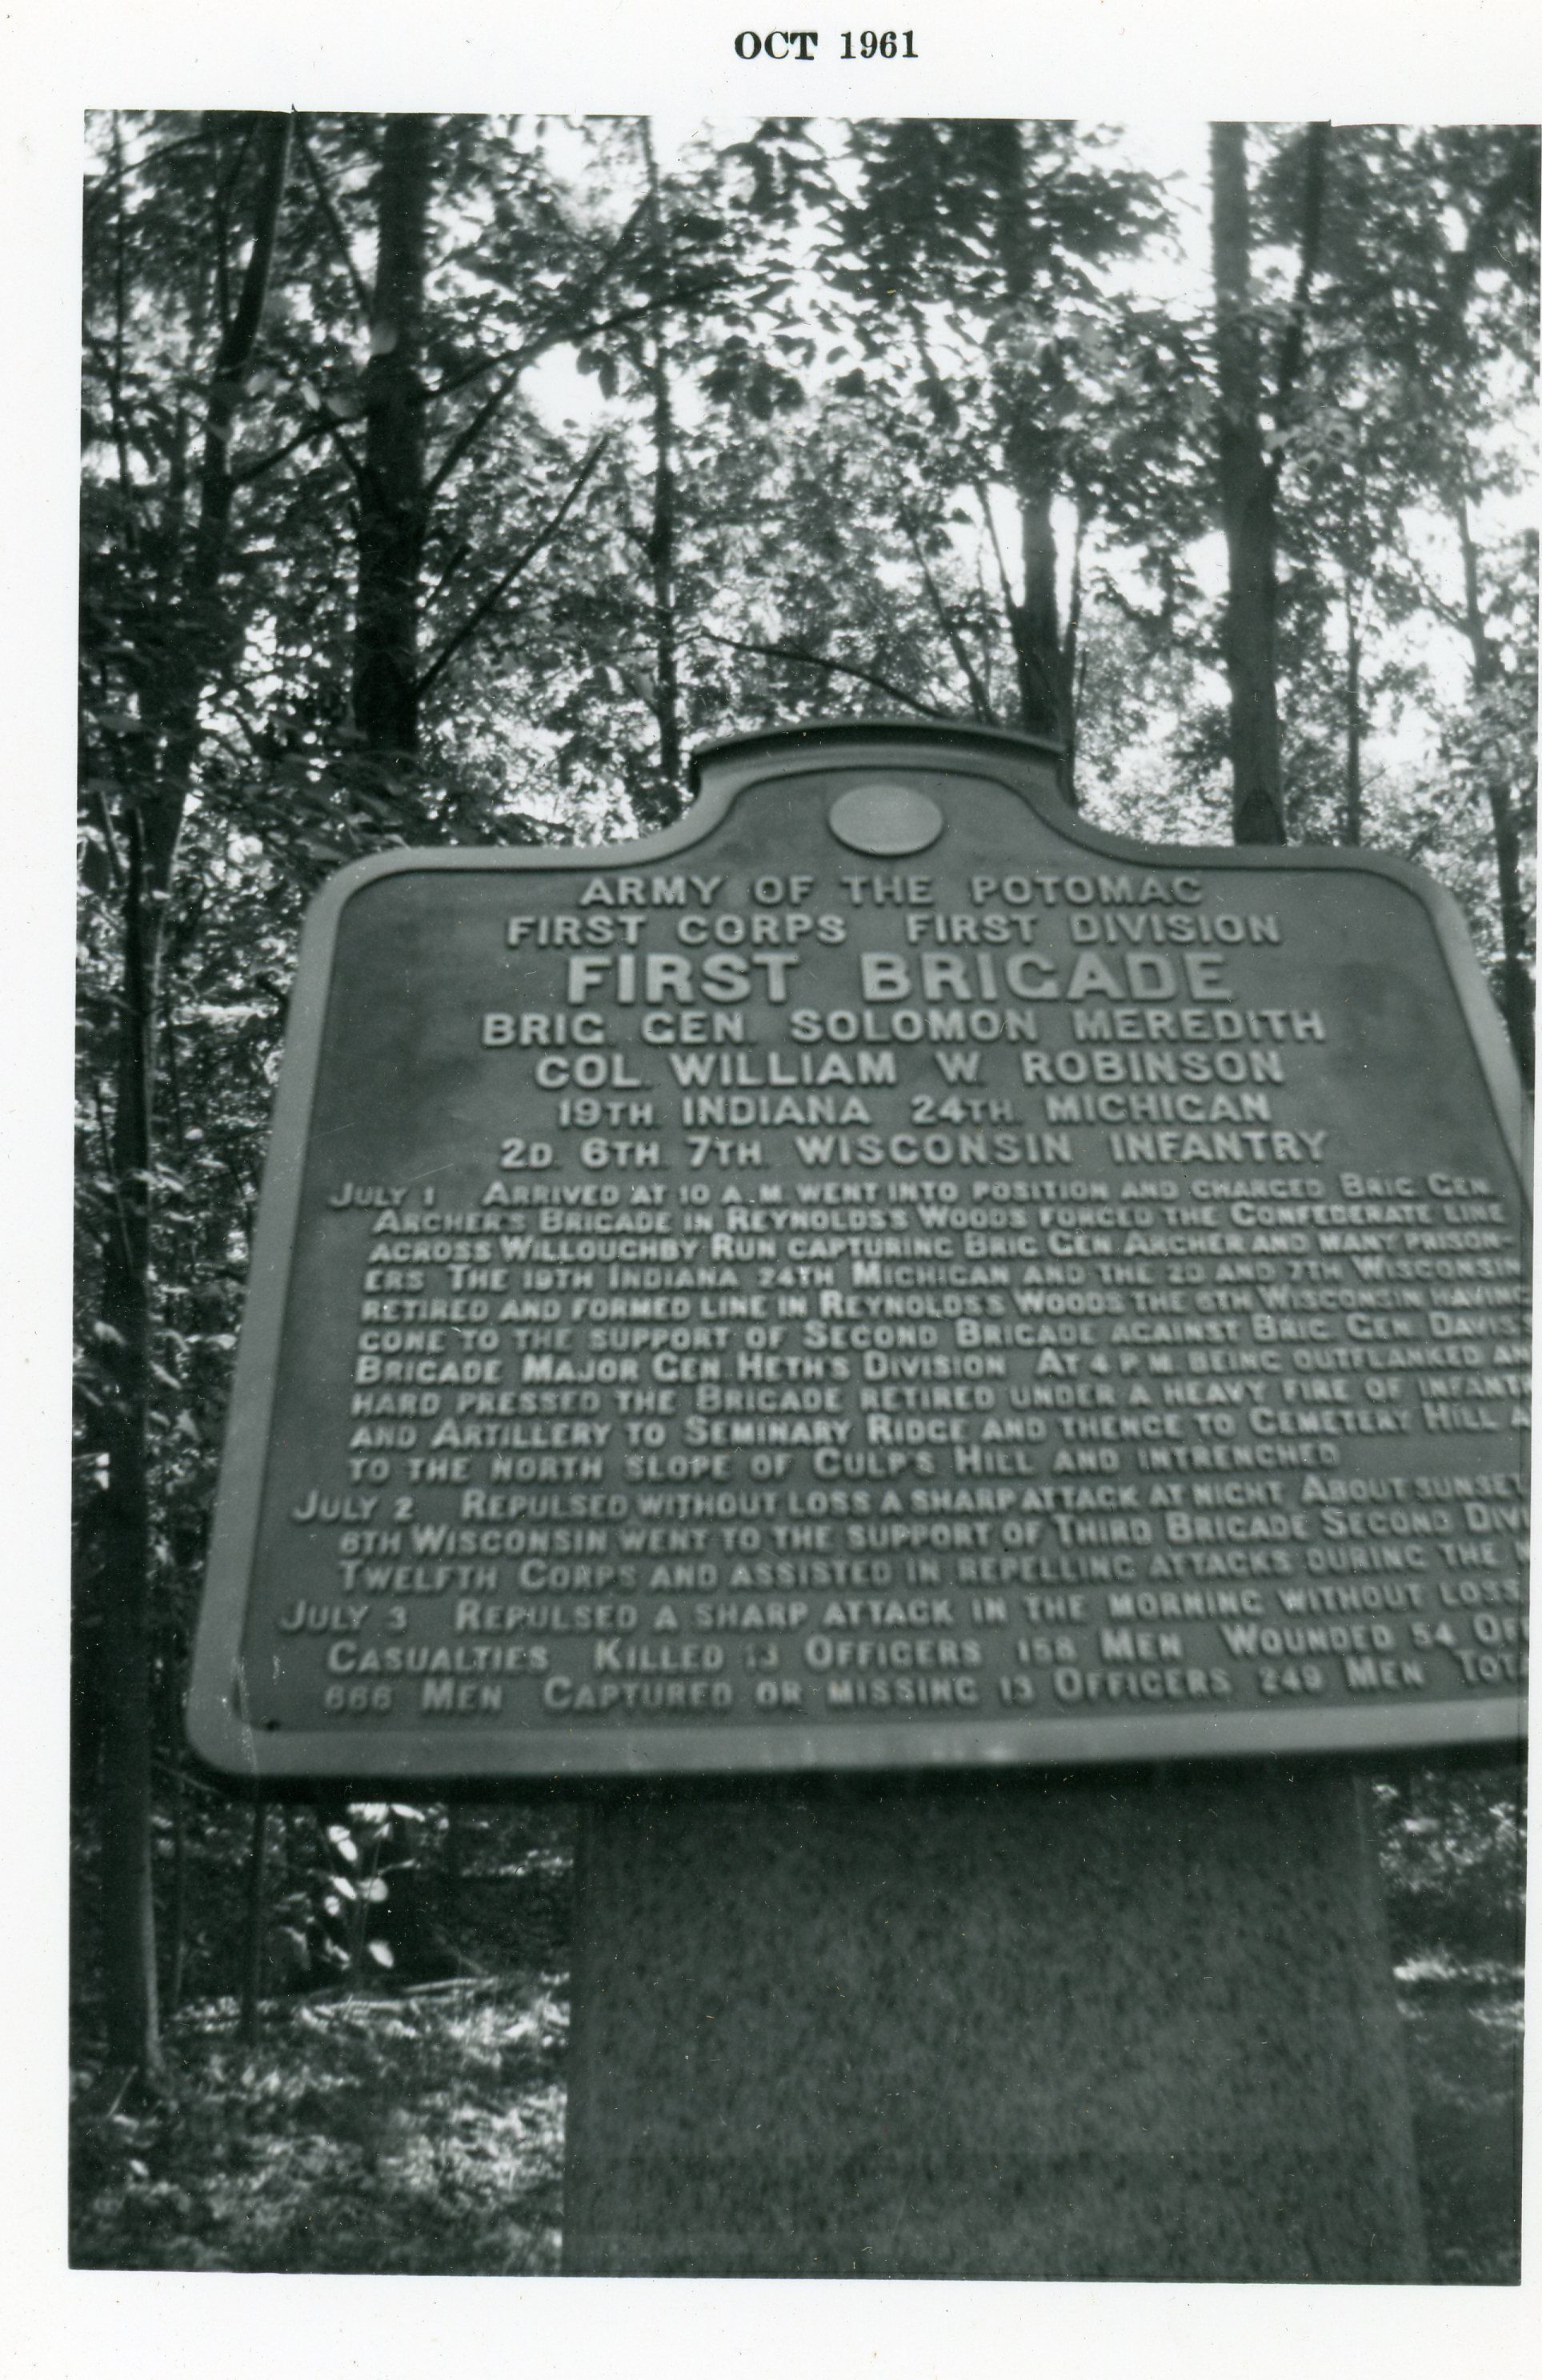 OCT 1961
ARMY OF THE POTOMAC
FIRST CORPS FIRST DIVISION
FIRST BRIGADE
BRIG. GEN. SOLOMON MEREDITH
COL. WILLIAM W. ROBINSON
19TH. INDIANA 24TH. MICHIGAN
2D. 6TH. 7TH. WISCONSIN INFANTRY
JULY 1 ARRIVED AT 10 A.M. WENT INTO POSITION AND CHARGED BRIG. GEN.
ARCHER'S BRIGADE IN REYNOLDS'S WOODS FORCED THE CONFEDERATE LINE
ACROSS WILLOUGHBY RUN CAPTURING BRIG. GEN. ARCHER AND MANY PRISON-
ERS THE 19TH INDIANA 24TH MICHIGAN AND THE 2D AND 7TH WISCONSIN
RETIRED AND FORMED LINE IN REYNOLDS'S WOODS THE 6TH WISCONSIN HAVING
GONE TO THE SUPPORT OF SECOND BRIGADE AGAINST BRIG. GEN. DAVIS'S
BRIGADE MAJOR GEN. HETH'S DIVISION AT 4 P.M. BEING OUTFLANKED AN
HARD PRESSED THE BRIGADE RETIRED UNDER A HEAVY FIRE OF INFANT
AND ARTILLERY TO SEMINARY RIDGE AND THENCE TO CEMETERY HILL A
TO THE NORTH SLOPE OF CULP'S HILL AND INTRENCHED
JULY 2 REPULSED WITHOUT LOSS A SHARP ATTACK AT NIGHT ABOUT SUNSET
6TH WISCONSIN WENT TO THE SUPPORT OF THIRD BRIGADE SECOND DIVI
TWELFTH CORPS AND ASSISTED IN REPELLING ATTACKS DURING THE
JULY 3 REPULSED A SHARP ATTACK IN THE MORNING WITHOUT LOSS
CASUALTIES KILLED 13 OFFICERS 158 MEN WOUNDED 54 OFF
666 MEN CAPTURED OR MISSING 13 OFFICERS 249 MEN TOT